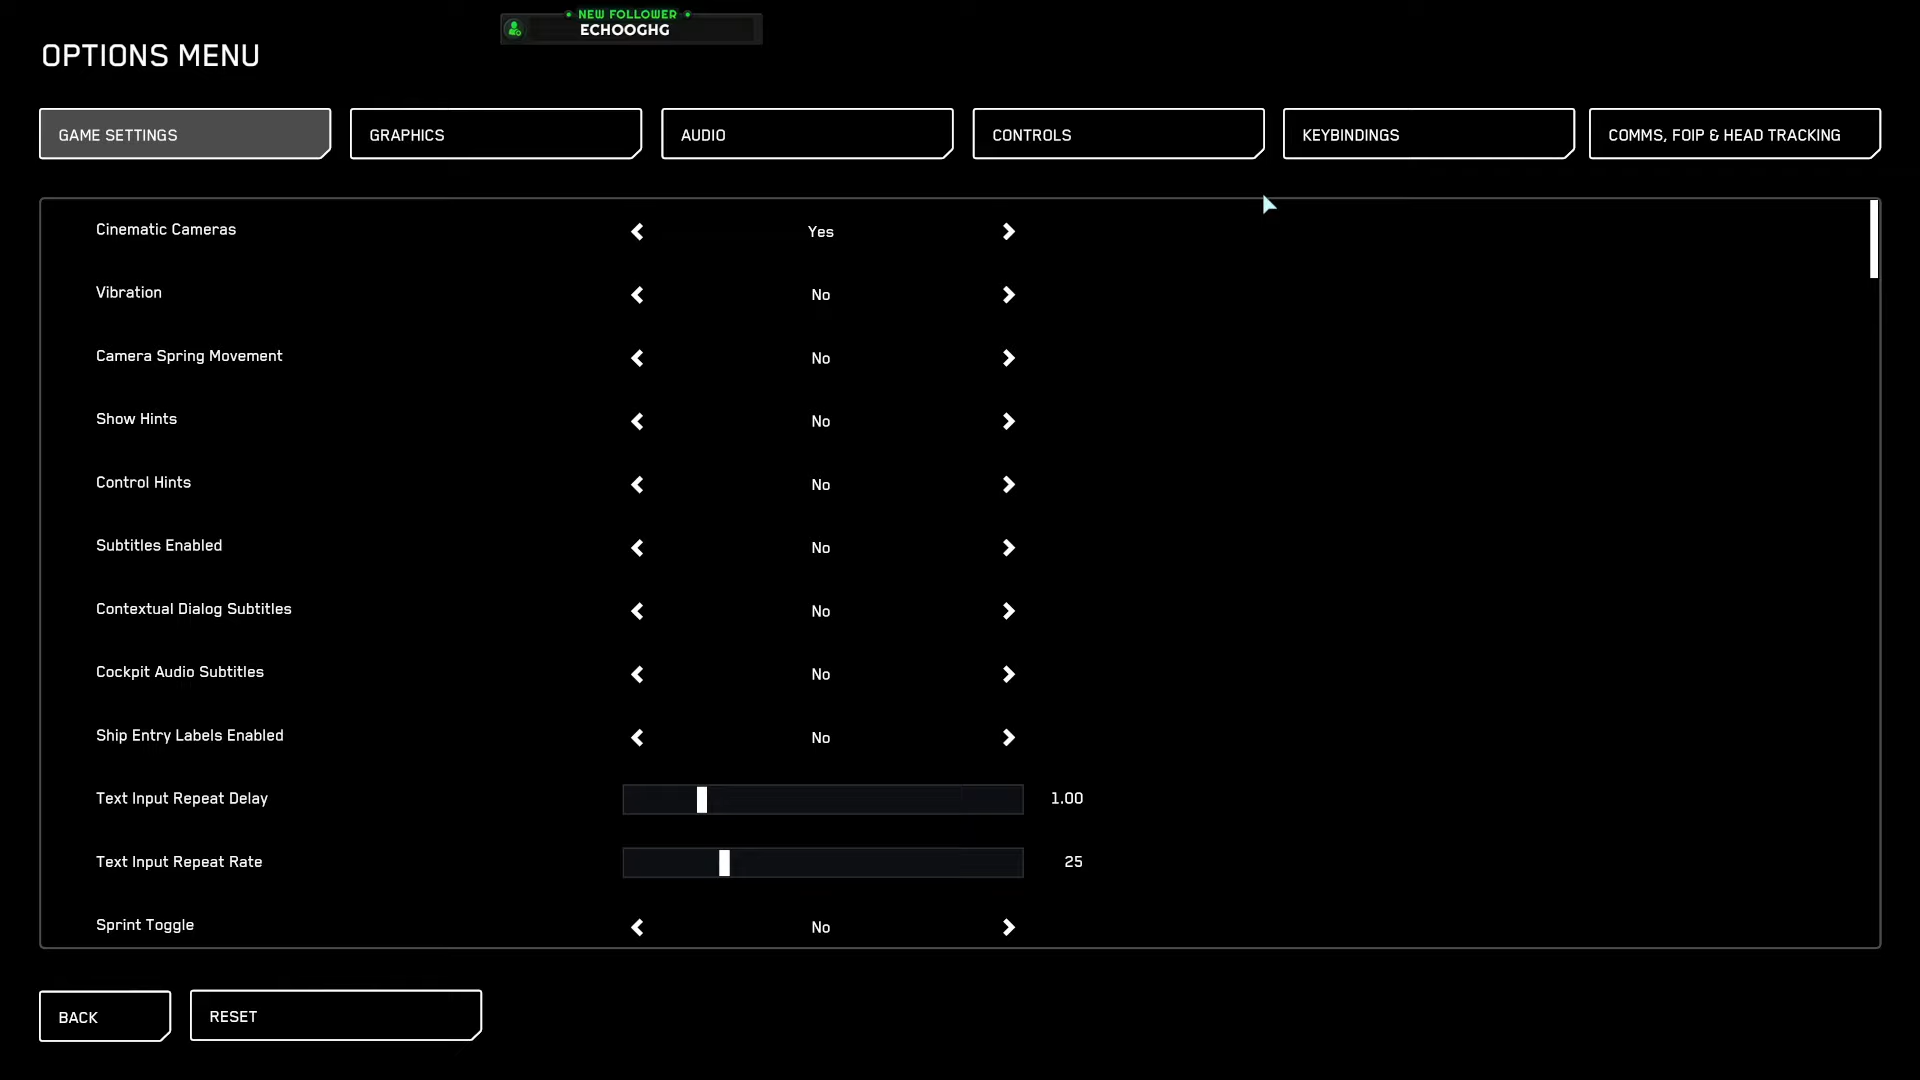 NEW FOLLOWER
ECHOOGHG
OPTIONS MENU
GAME SETTINGS
GRAPHICS
AUDIO
CONTROLS
KEYBINDINGS
COMMS, FOIP & HEAD TRACKING
Cinematic Cameras Yes
Vibration No
Camera Spring Movement No
Show Hints No
Control Hints No
Subtitles Enabled No
Contextual Dialog Subtitles No
Cockpit Audio Subtitles No
Ship Entry Labels Enabled No
Text Input Repeat Delay 1.00
Text Input Repeat Rate 25
Sprint Toggle No
BACK
RESET